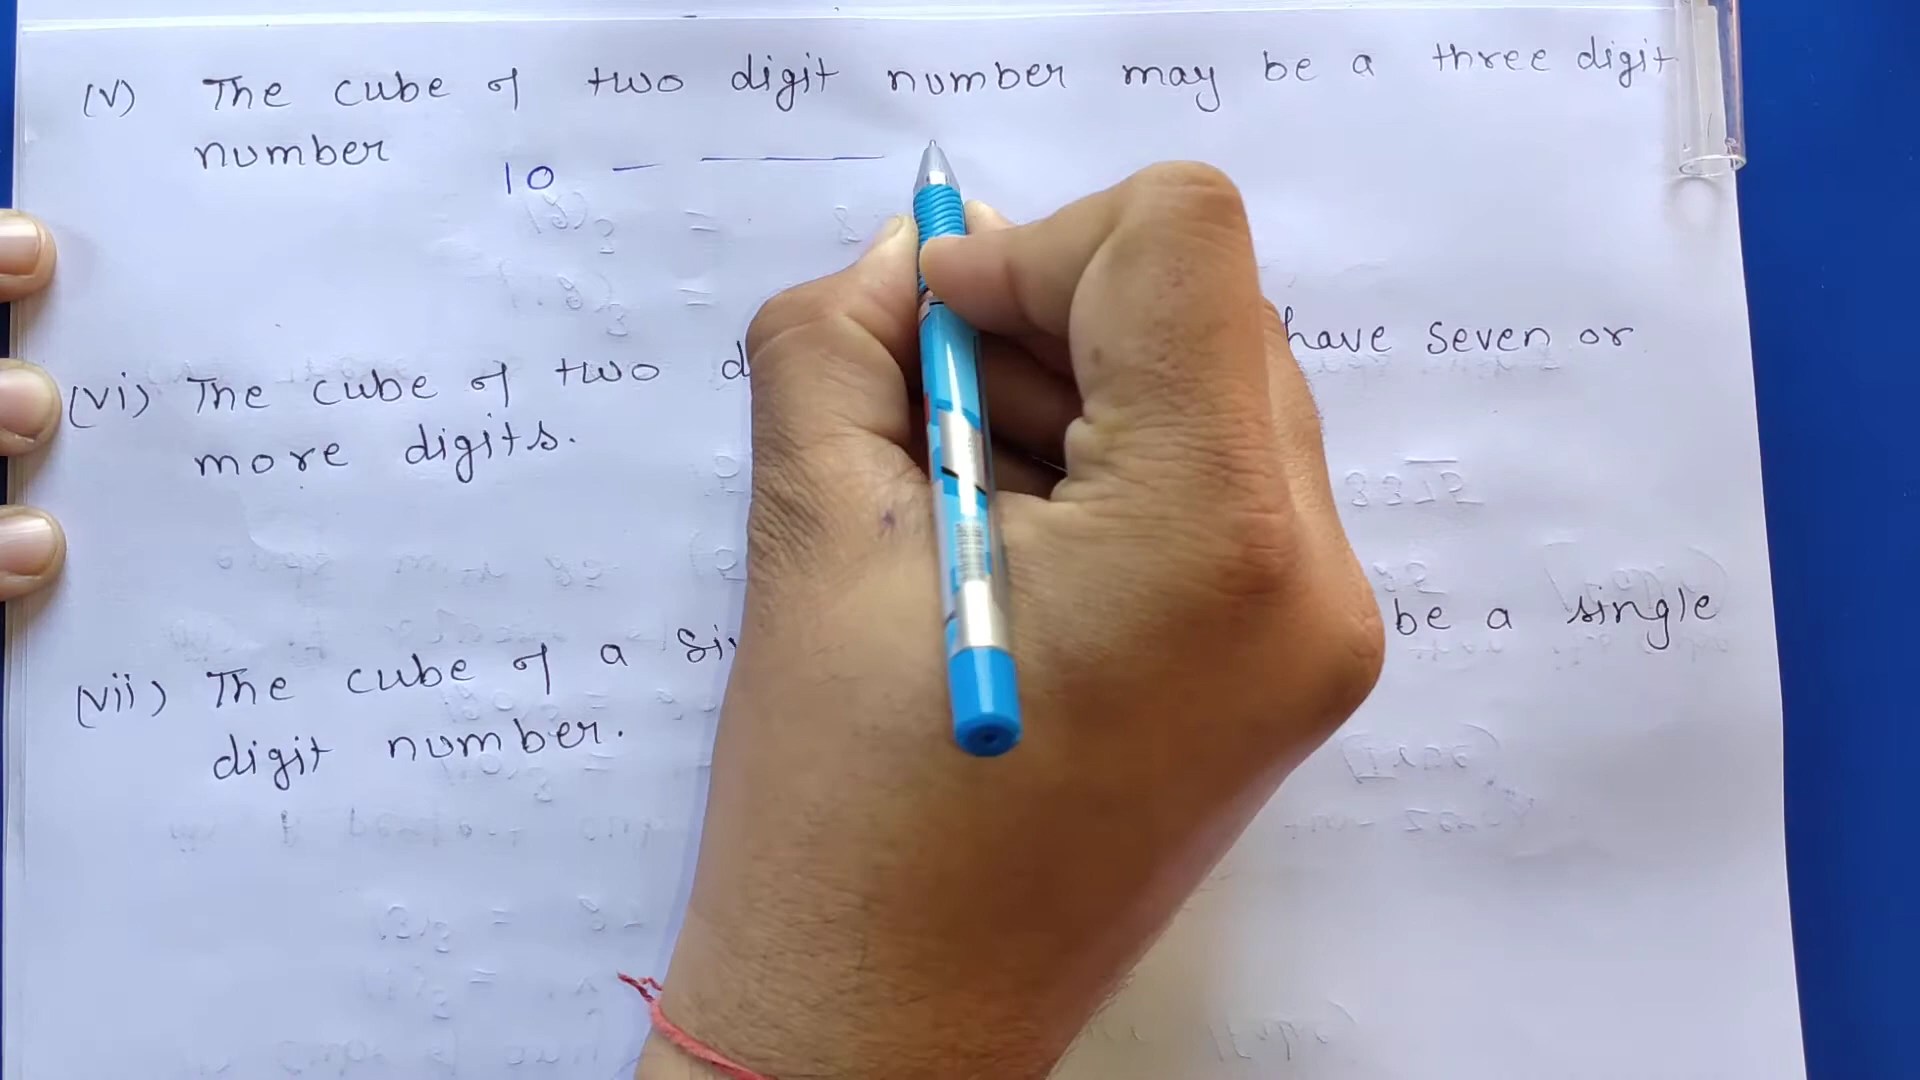 (v) The cube of two digit number may be a three digit
number
10 — ———
(vi) The cube of two d have seven or
more digits.
(vii) The cube of a si be a single
digit number.